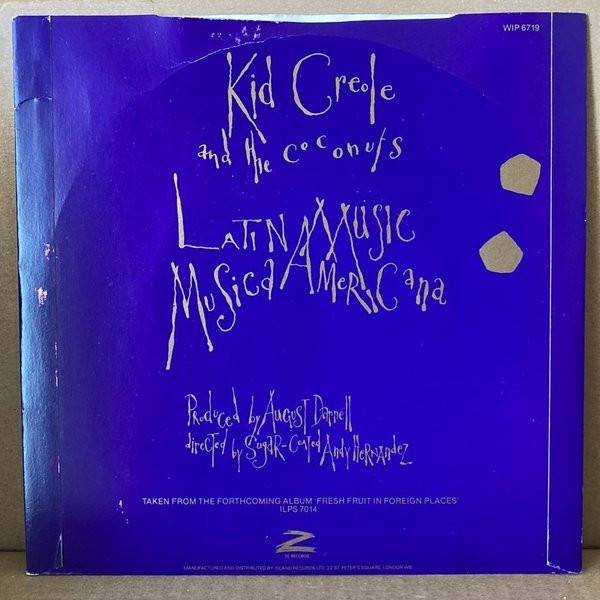 WIP 6719
Kid Creole
and the coconuts
LATIN MUSIC
MUSicA AMERiCana
Produced by AUGUST Darnell
directed by Sugar-Coated Andy HERNANDEZ
TAKEN FROM THE FORTHCOMING ALBUM 'FRESH FRUIT IN FOREIGN PLACES'
ILPS 7014
Z
ZE RECORDS
MANUFACTURED AND DISTRIBUTED BY ISLAND RECORDS LTD. 22 ST. PETER'S SQUARE, LONDON W6